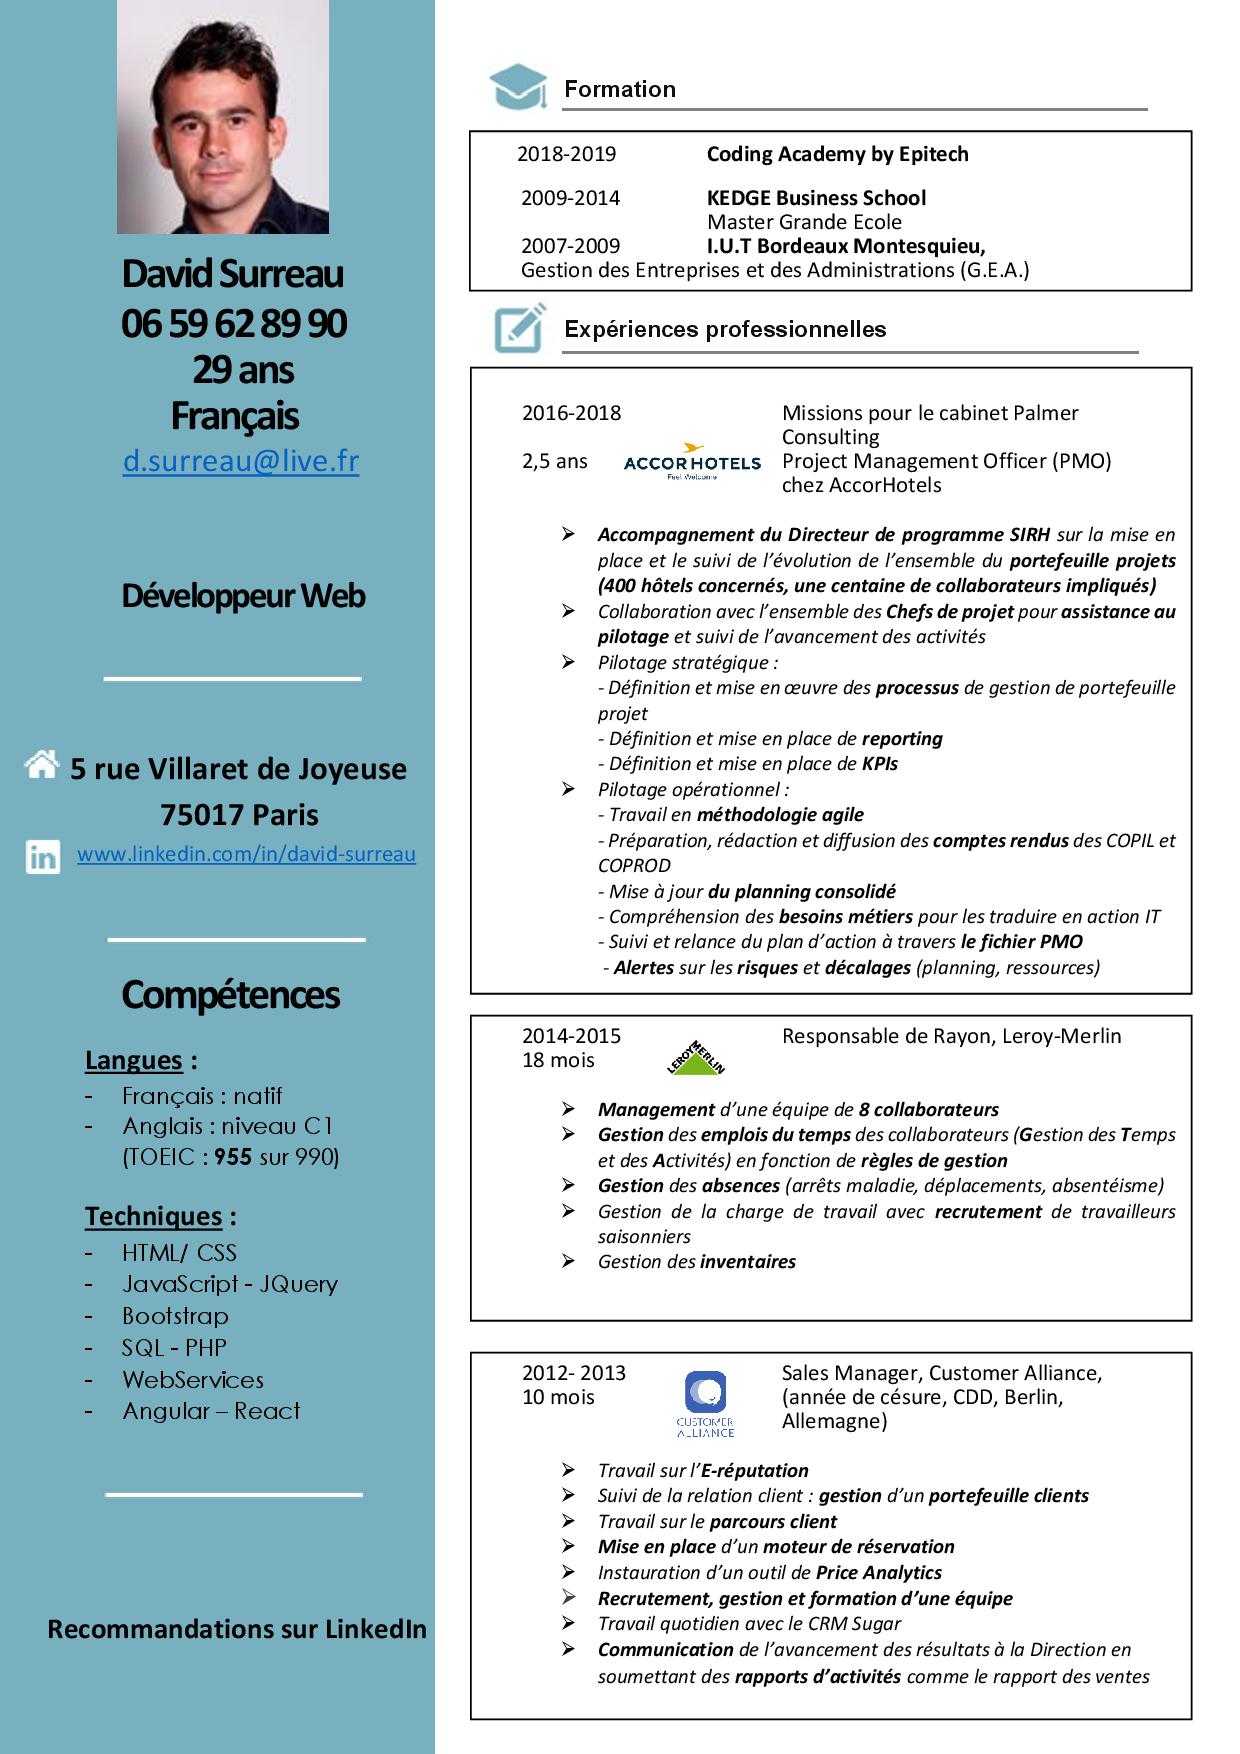 David Surreau
06 59 62 89 90
29 ans
Français
d.surreau@live.fr
Développeur Web
5 rue Villaret de Joyeuse
75017 Paris
www.linkedin.com/in/david-surreau
Compétences
Langues :
- Français : natif
- Anglais : niveau C1
(TOEIC : 955 sur 990)
Techniques :
- HTML/ CSS
- JavaScript - JQuery
- Bootstrap
- SQL - PHP
- WebServices
- Angular – React
Recommandations sur LinkedIn
Formation
2018-2019 Coding Academy by Epitech
2009-2014 KEDGE Business School
Master Grande Ecole
2007-2009 I.U.T Bordeaux Montesquieu,
Gestion des Entreprises et des Administrations (G.E.A.)
Expériences professionnelles
2016-2018 Missions pour le cabinet Palmer
Consulting
2,5 ans ACCORHOTELS Project Management Officer (PMO)
Feel Welcome
chez AccorHotels
➢ Accompagnement du Directeur de programme SIRH sur la mise en
place et le suivi de l’évolution de l’ensemble du portefeuille projets
(400 hôtels concernés, une centaine de collaborateurs impliqués)
➢ Collaboration avec l’ensemble des Chefs de projet pour assistance au
pilotage et suivi de l’avancement des activités
➢ Pilotage stratégique :
- Définition et mise en œuvre des processus de gestion de portefeuille
projet
- Définition et mise en place de reporting
- Définition et mise en place de KPIs
➢ Pilotage opérationnel :
- Travail en méthodologie agile
- Préparation, rédaction et diffusion des comptes rendus des COPIL et
COPROD
- Mise à jour du planning consolidé
- Compréhension des besoins métiers pour les traduire en action IT
- Suivi et relance du plan d’action à travers le fichier PMO
- Alertes sur les risques et décalages (planning, ressources)
2014-2015 Responsable de Rayon, Leroy-Merlin
18 mois LEROY MERLIN
➢ Management d’une équipe de 8 collaborateurs
➢ Gestion des emplois du temps des collaborateurs (Gestion des Temps
et des Activités) en fonction de règles de gestion
➢ Gestion des absences (arrêts maladie, déplacements, absentéisme)
➢ Gestion de la charge de travail avec recrutement de travailleurs
saisonniers
➢ Gestion des inventaires
2012- 2013 Sales Manager, Customer Alliance,
10 mois (année de césure, CDD, Berlin,
CUSTOMER Allemagne)
ALLIANCE
➢ Travail sur l’E-réputation
➢ Suivi de la relation client : gestion d’un portefeuille clients
➢ Travail sur le parcours client
➢ Mise en place d’un moteur de réservation
➢ Instauration d’un outil de Price Analytics
➢ Recrutement, gestion et formation d’une équipe
➢ Travail quotidien avec le CRM Sugar
➢ Communication de l’avancement des résultats à la Direction en
soumettant des rapports d’activités comme le rapport des ventes